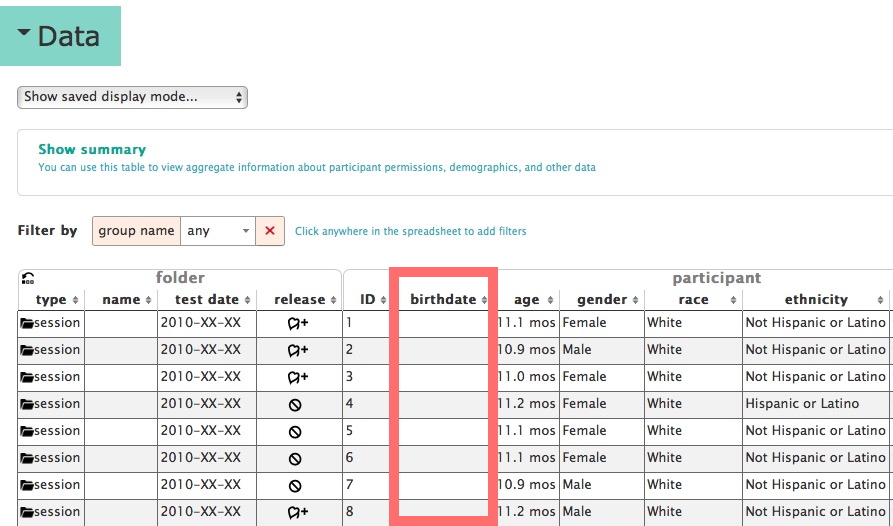 Data
Show saved display mode...
Show summary
You can use this table to view aggregate information about participant permissions, demographics, and other data
Filter by group name any Click anywhere in the spreadsheet to add filters
folder participant
type name test date release ID birthdate age gender race ethnicity
session 2010-XX-XX 1 11.1 mos Female White Not Hispanic or Latino
session 2010-XX-XX 2 10.9 mos Male White Not Hispanic or Latino
session 2010-XX-XX 3 11.0 mos Female White Not Hispanic or Latino
session 2010-XX-XX 4 11.2 mos Female White Hispanic or Latino
session 2010-XX-XX 5 11.1 mos Female White Not Hispanic or Latino
session 2010-XX-XX 6 11.1 mos Female White Not Hispanic or Latino
session 2010-XX-XX 7 10.9 mos Male White Not Hispanic or Latino
session 2010-XX-XX 8 11.2 mos Male White Not Hispanic or Latino